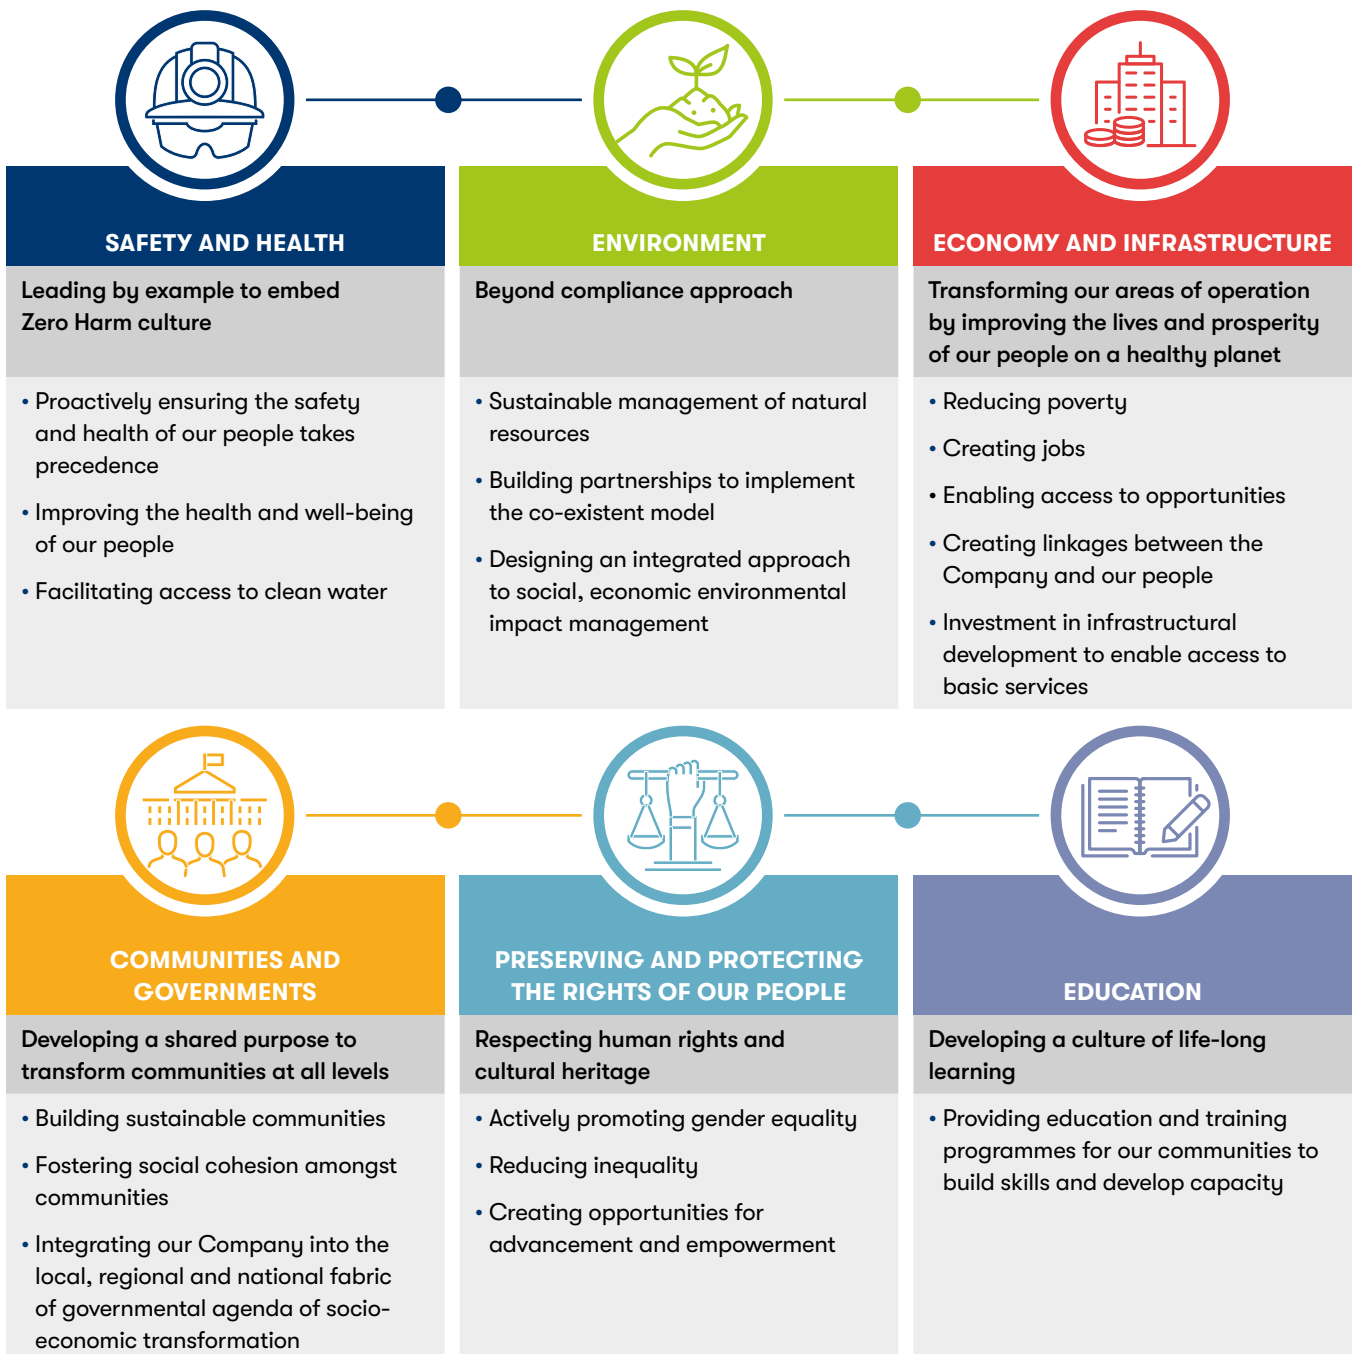 SAFETY AND HEALTH
Leading by example to embed
Zero Harm culture
• Proactively ensuring the safety
and health of our people takes
precedence
• Improving the health and well-being
of our people
• Facilitating access to clean water
ENVIRONMENT
Beyond compliance approach
• Sustainable management of natural
resources
• Building partnerships to implement
the co-existent model
• Designing an integrated approach
to social, economic environmental
impact management
ECONOMY AND INFRASTRUCTURE
Transforming our areas of operation
by improving the lives and prosperity
of our people on a healthy planet
• Reducing poverty
• Creating jobs
• Enabling access to opportunities
• Creating linkages between the
Company and our people
• Investment in infrastructural
development to enable access to
basic services
COMMUNITIES AND
GOVERNMENTS
Developing a shared purpose to
transform communities at all levels
• Building sustainable communities
• Fostering social cohesion amongst
communities
• Integrating our Company into the
local, regional and national fabric
of governmental agenda of socio-
economic transformation
PRESERVING AND PROTECTING
THE RIGHTS OF OUR PEOPLE
Respecting human rights and
cultural heritage
• Actively promoting gender equality
• Reducing inequality
• Creating opportunities for
advancement and empowerment
EDUCATION
Developing a culture of life-long
learning
• Providing education and training
programmes for our communities to
build skills and develop capacity